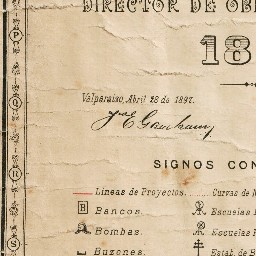 DIRECTOR DE OB
18
Valparaiso, Abril 28 de 1897.
SIGNOS CON
Lineas de Proyectos.
Curvas de N
B Bancos.
Escuelas
Bombas.
Escuelas
Buzones.
Estab. de B
P
Q
R
S